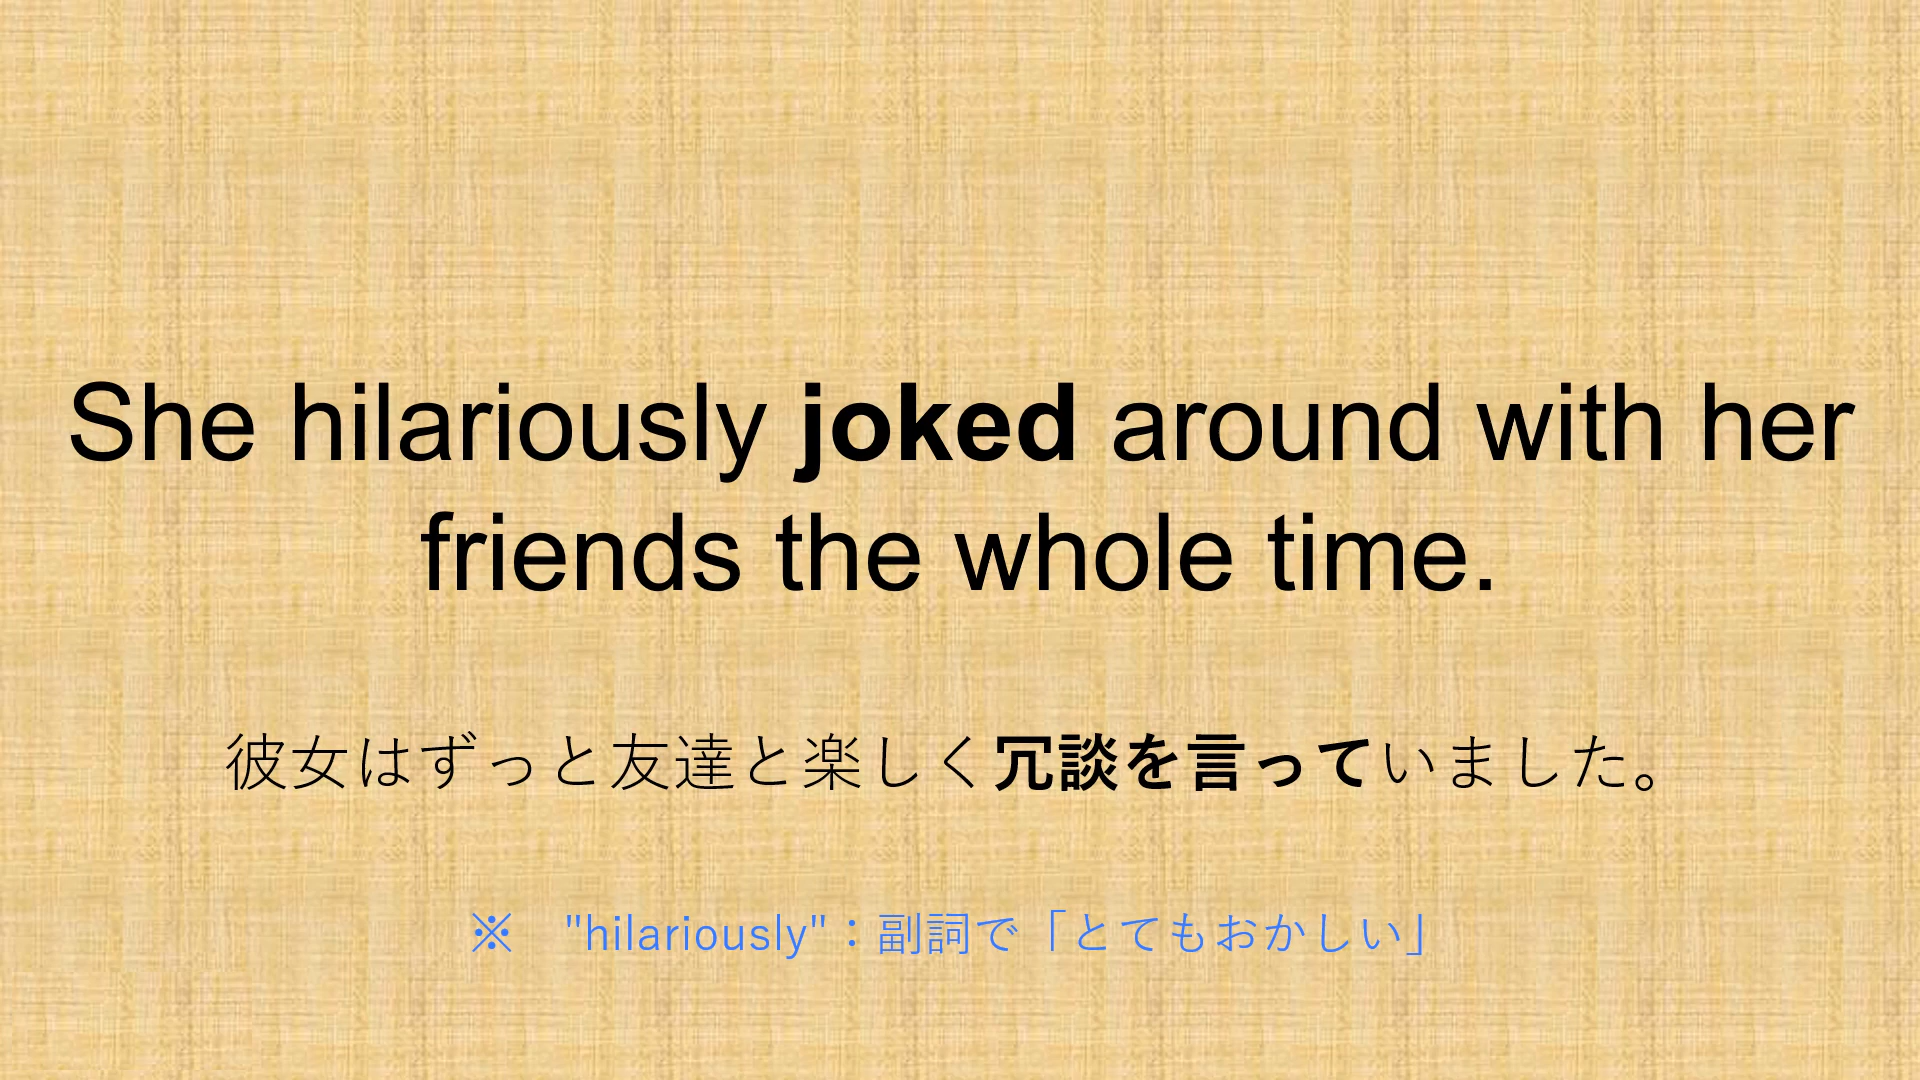 She hilariously joked around with her
friends the whole time.
彼女はずっと友達と楽しく冗談を言っていました。
※　"hilariously"：副詞で「とてもおかしい」